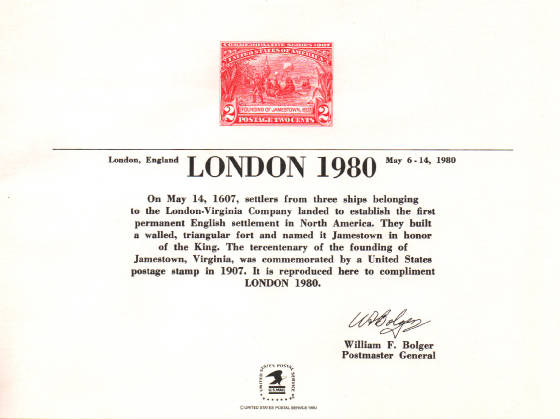 COMMEMORATIVE SERIES 1907
UNITED STATES OF AMERICA
FOUNDING OF JAMESTOWN, 1607
2 2
POSTAGE TWO CENTS
London, England LONDON 1980 May 6 - 14, 1980
On May 14, 1607, settlers from three ships belonging
to the London-Virginia Company landed to establish the first
permanent English settlement in North America. They built
a walled, triangular fort and named it Jamestown in honor
of the King. The tercentenary of the founding of
Jamestown, Virginia, was commemorated by a United States
postage stamp in 1907. It is reproduced here to compliment
LONDON 1980.
WFBolger
William F. Bolger
Postmaster General
UNITED STATES POSTAL SERVICE
U.S. MAIL
© UNITED STATES POSTAL SERVICE 1980